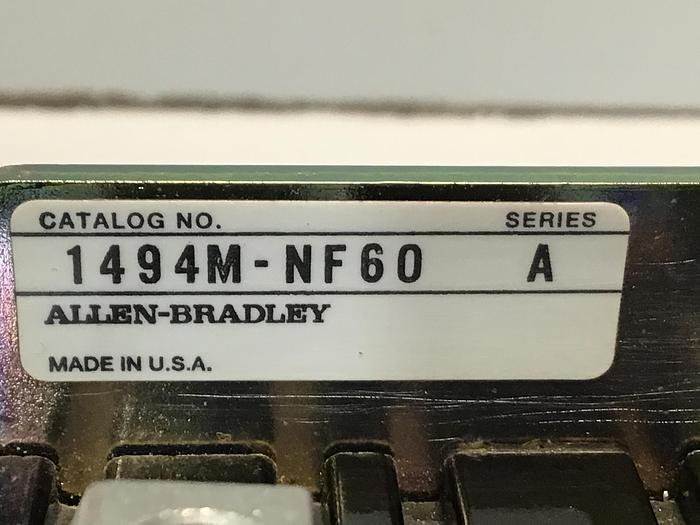 CATALOG NO. SERIES
1494M-NF60 A
ALLEN-BRADLEY
MADE IN U.S.A.